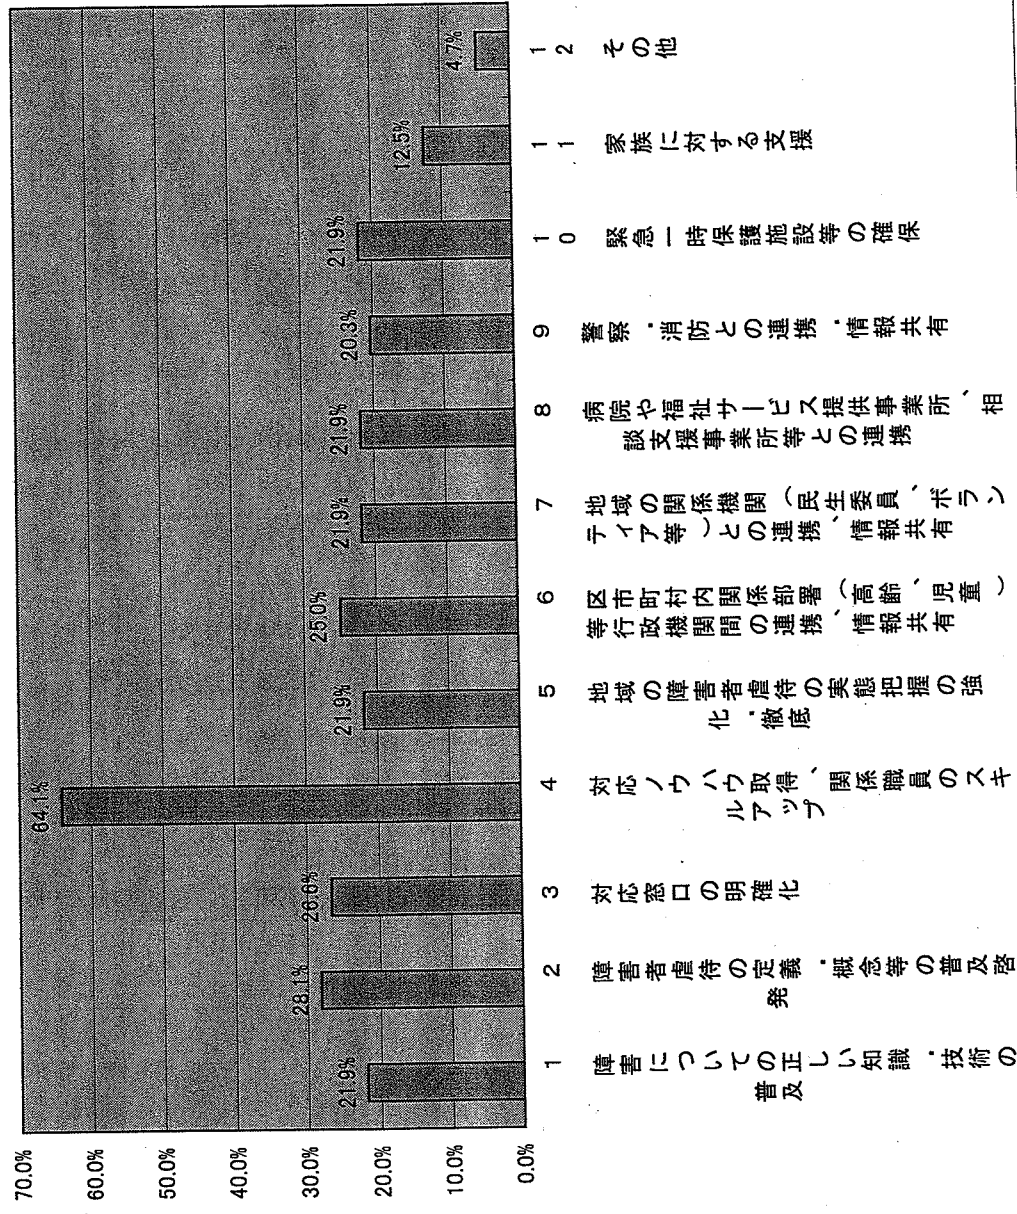 70.0%
60.0%
50.0%
40.0%
30.0%
20.0%
10.0%
0.0%
21.9%
28.1%
26.6%
64.1%
21.9%
25.0%
21.9%
21.9%
20.3%
21.9%
12.5%
4.7%
1
障害についての正しい知識・技術の
普及
2
障害者虐待の定義・概念等の普及啓
発
3
対応窓口の明確化
4
対応ノウハウ取得、関係職員のスキ
ルアップ
5
地域の障害者虐待の実態把握の強
化・徹底
6
区市町村内関係部署(高齢、児童)
等行政機関間の連携、情報共有
7
地域の関係機関(民生委員、ボラン
ティア等)との連携、情報共有
8
病院や福祉サービス提供事業所、相
談支援事業所等との連携
9
警察・消防との連携・情報共有
10
緊急一時保護施設等の確保
11
家族に対する支援
12
その他